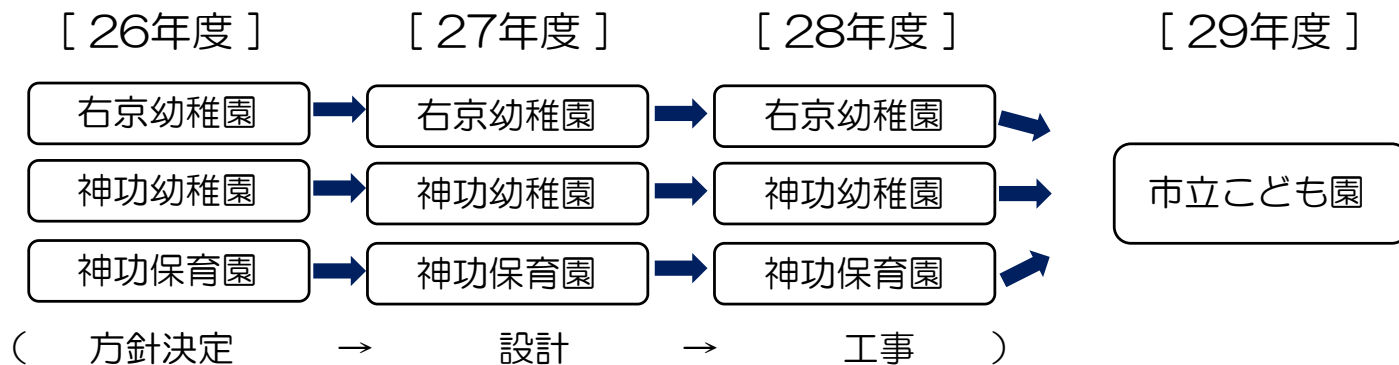 [ 26年度 ] [ 27年度 ] [ 28年度 ] [ 29年度 ]
右京幼稚園 右京幼稚園 右京幼稚園
神功幼稚園 神功幼稚園 神功幼稚園 市立こども園
神功保育園 神功保育園 神功保育園
( 方針決定 → 設計 → 工事 )